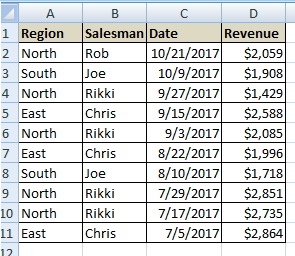 A B C D
1 Region Salesman Date Revenue
2 North Rob 10/21/2017 $2,059
3 South Joe 10/9/2017 $1,908
4 North Rikki 9/27/2017 $1,429
5 East Chris 9/15/2017 $2,588
6 North Rikki 9/3/2017 $2,085
7 East Chris 8/22/2017 $1,996
8 South Joe 8/10/2017 $1,718
9 North Rikki 7/29/2017 $2,851
10 North Rikki 7/17/2017 $2,735
11 East Chris 7/5/2017 $2,864
12